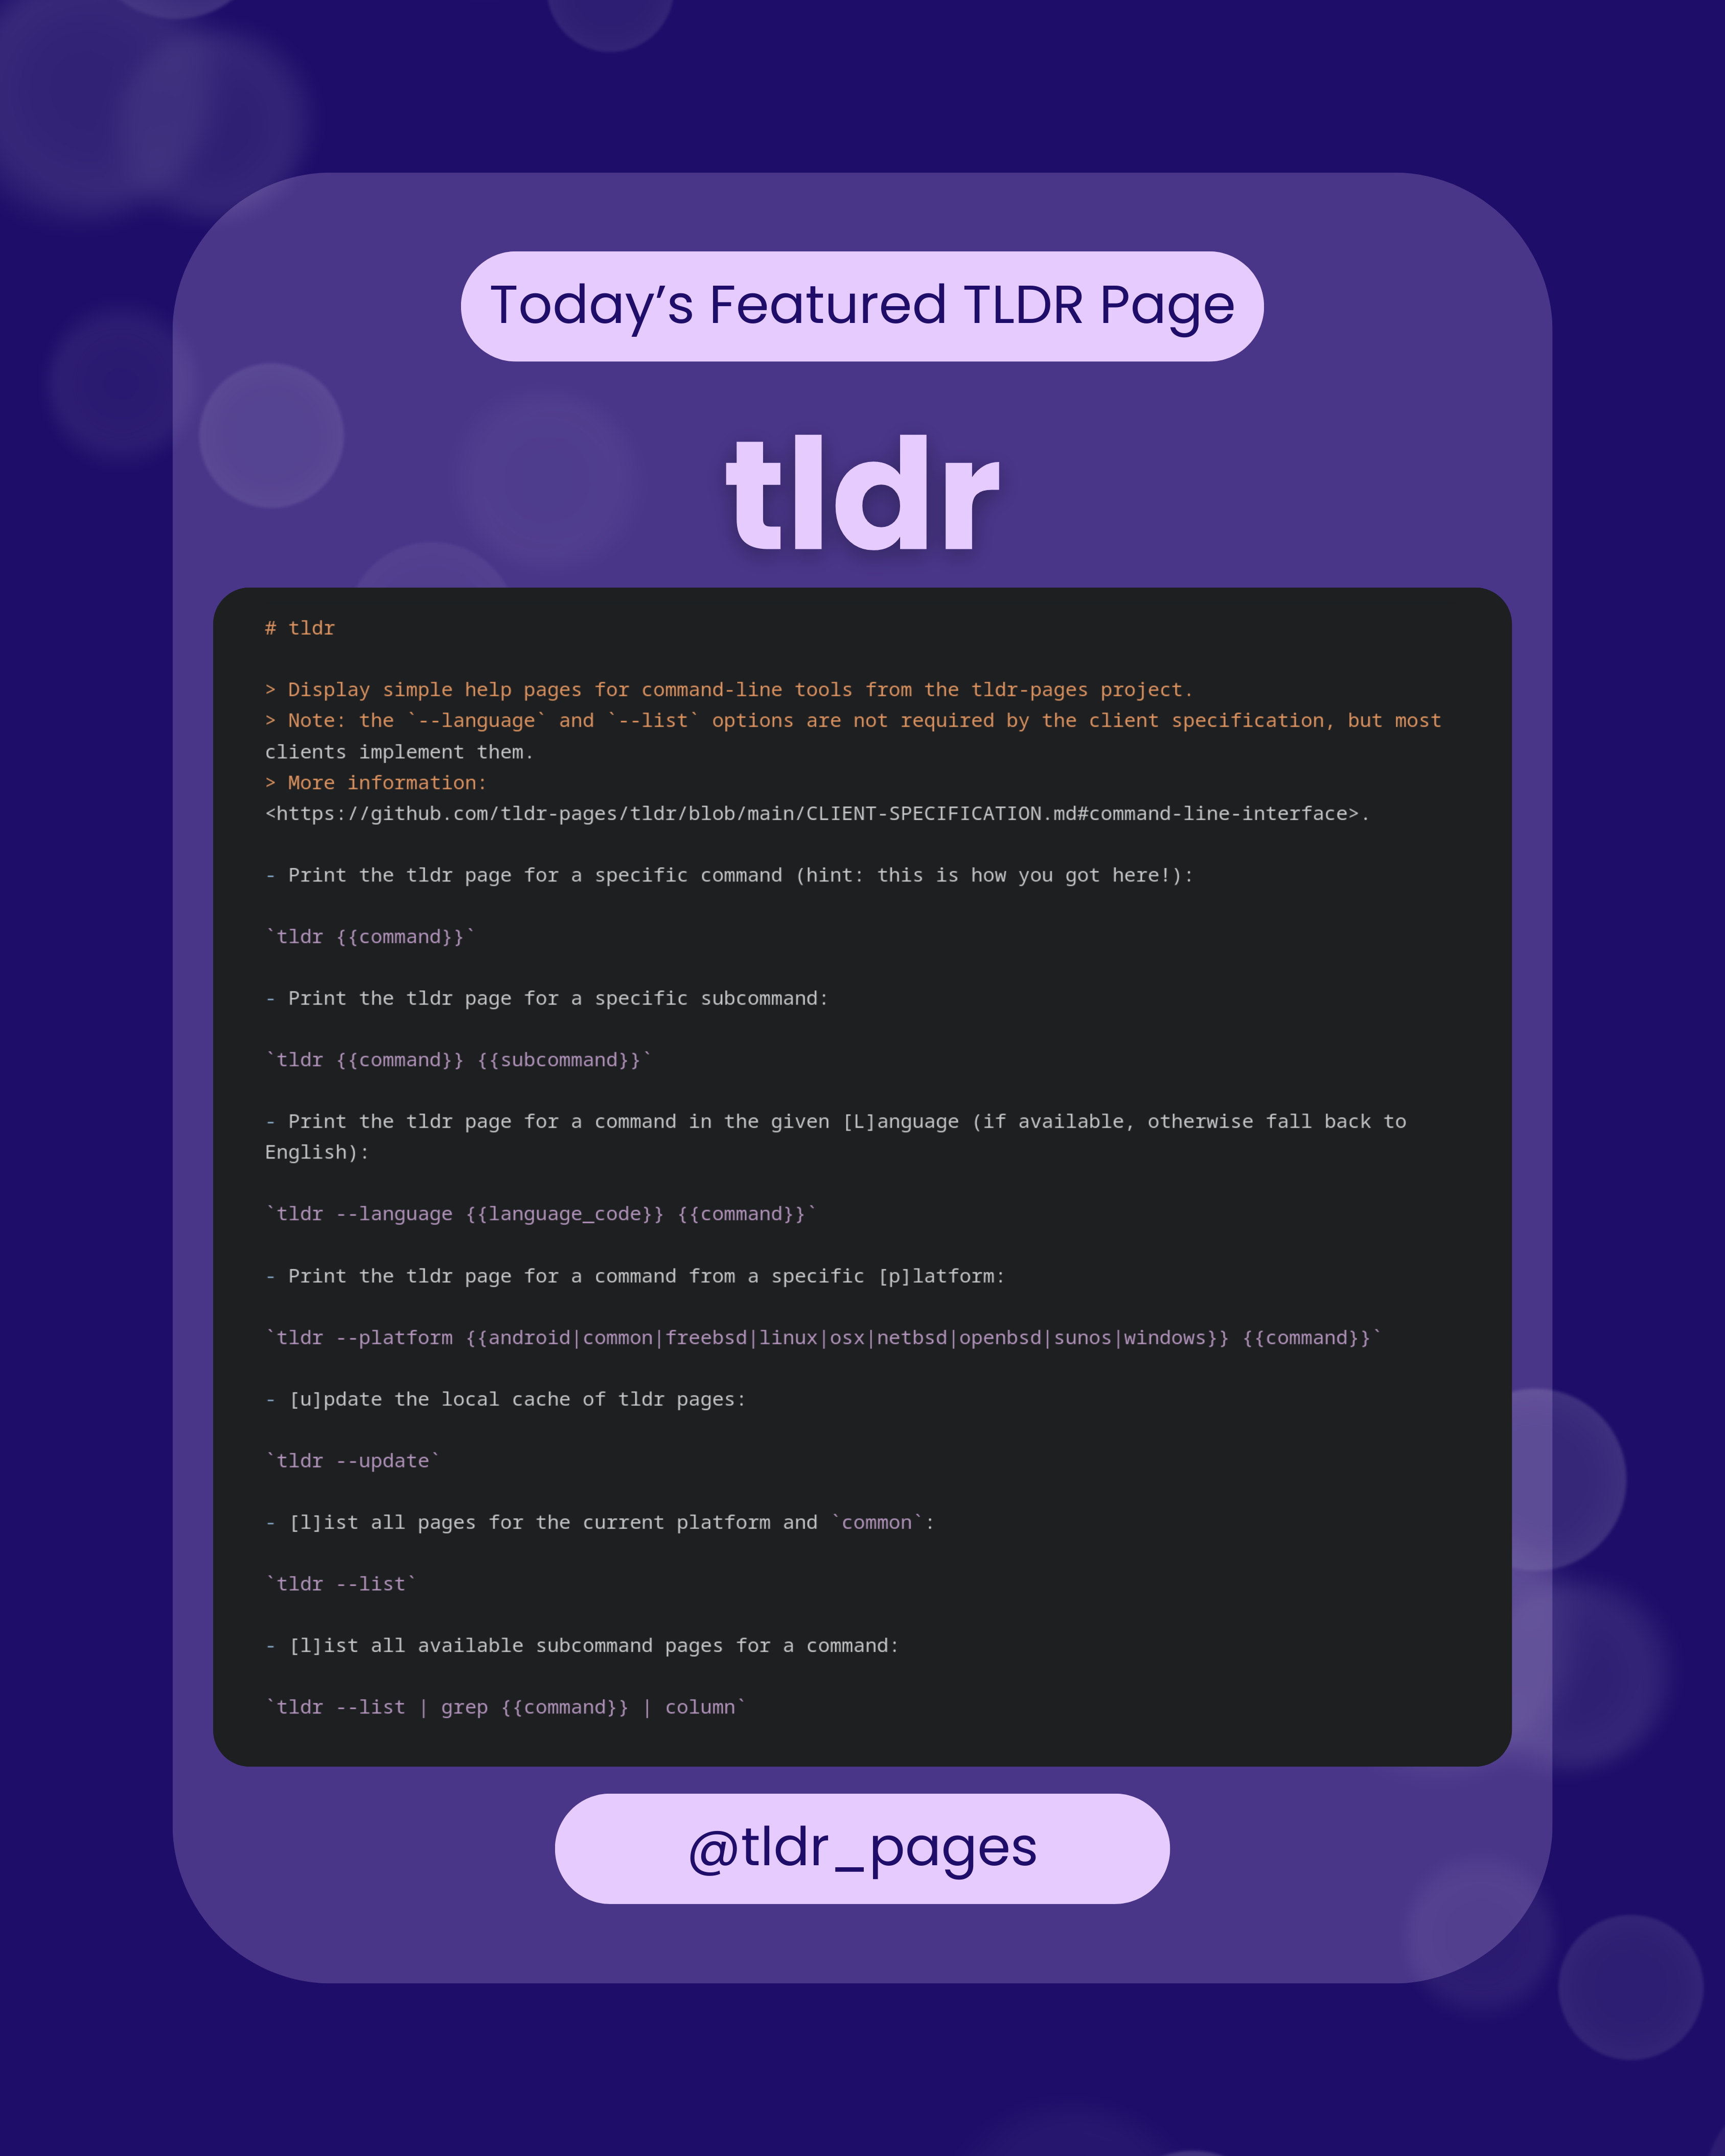 Today’s Featured TLDR Page
tldr
# tldr
> Display simple help pages for command-line tools from the tldr-pages project.
> Note: the `--language` and `--list` options are not required by the client specification, but most
clients implement them.
> More information:
<https://github.com/tldr-pages/tldr/blob/main/CLIENT-SPECIFICATION.md#command-line-interface>.
- Print the tldr page for a specific command (hint: this is how you got here!):
`tldr {{command}}`
- Print the tldr page for a specific subcommand:
`tldr {{command}} {{subcommand}}`
- Print the tldr page for a command in the given [L]anguage (if available, otherwise fall back to
English):
`tldr --language {{language_code}} {{command}}`
- Print the tldr page for a command from a specific [p]latform:
`tldr --platform {{android|common|freebsd|linux|osx|netbsd|openbsd|sunos|windows}} {{command}}`
- [u]pdate the local cache of tldr pages:
`tldr --update`
- [l]ist all pages for the current platform and `common`:
`tldr --list`
- [l]ist all available subcommand pages for a command:
`tldr --list | grep {{command}} | column`
@tldr_pages